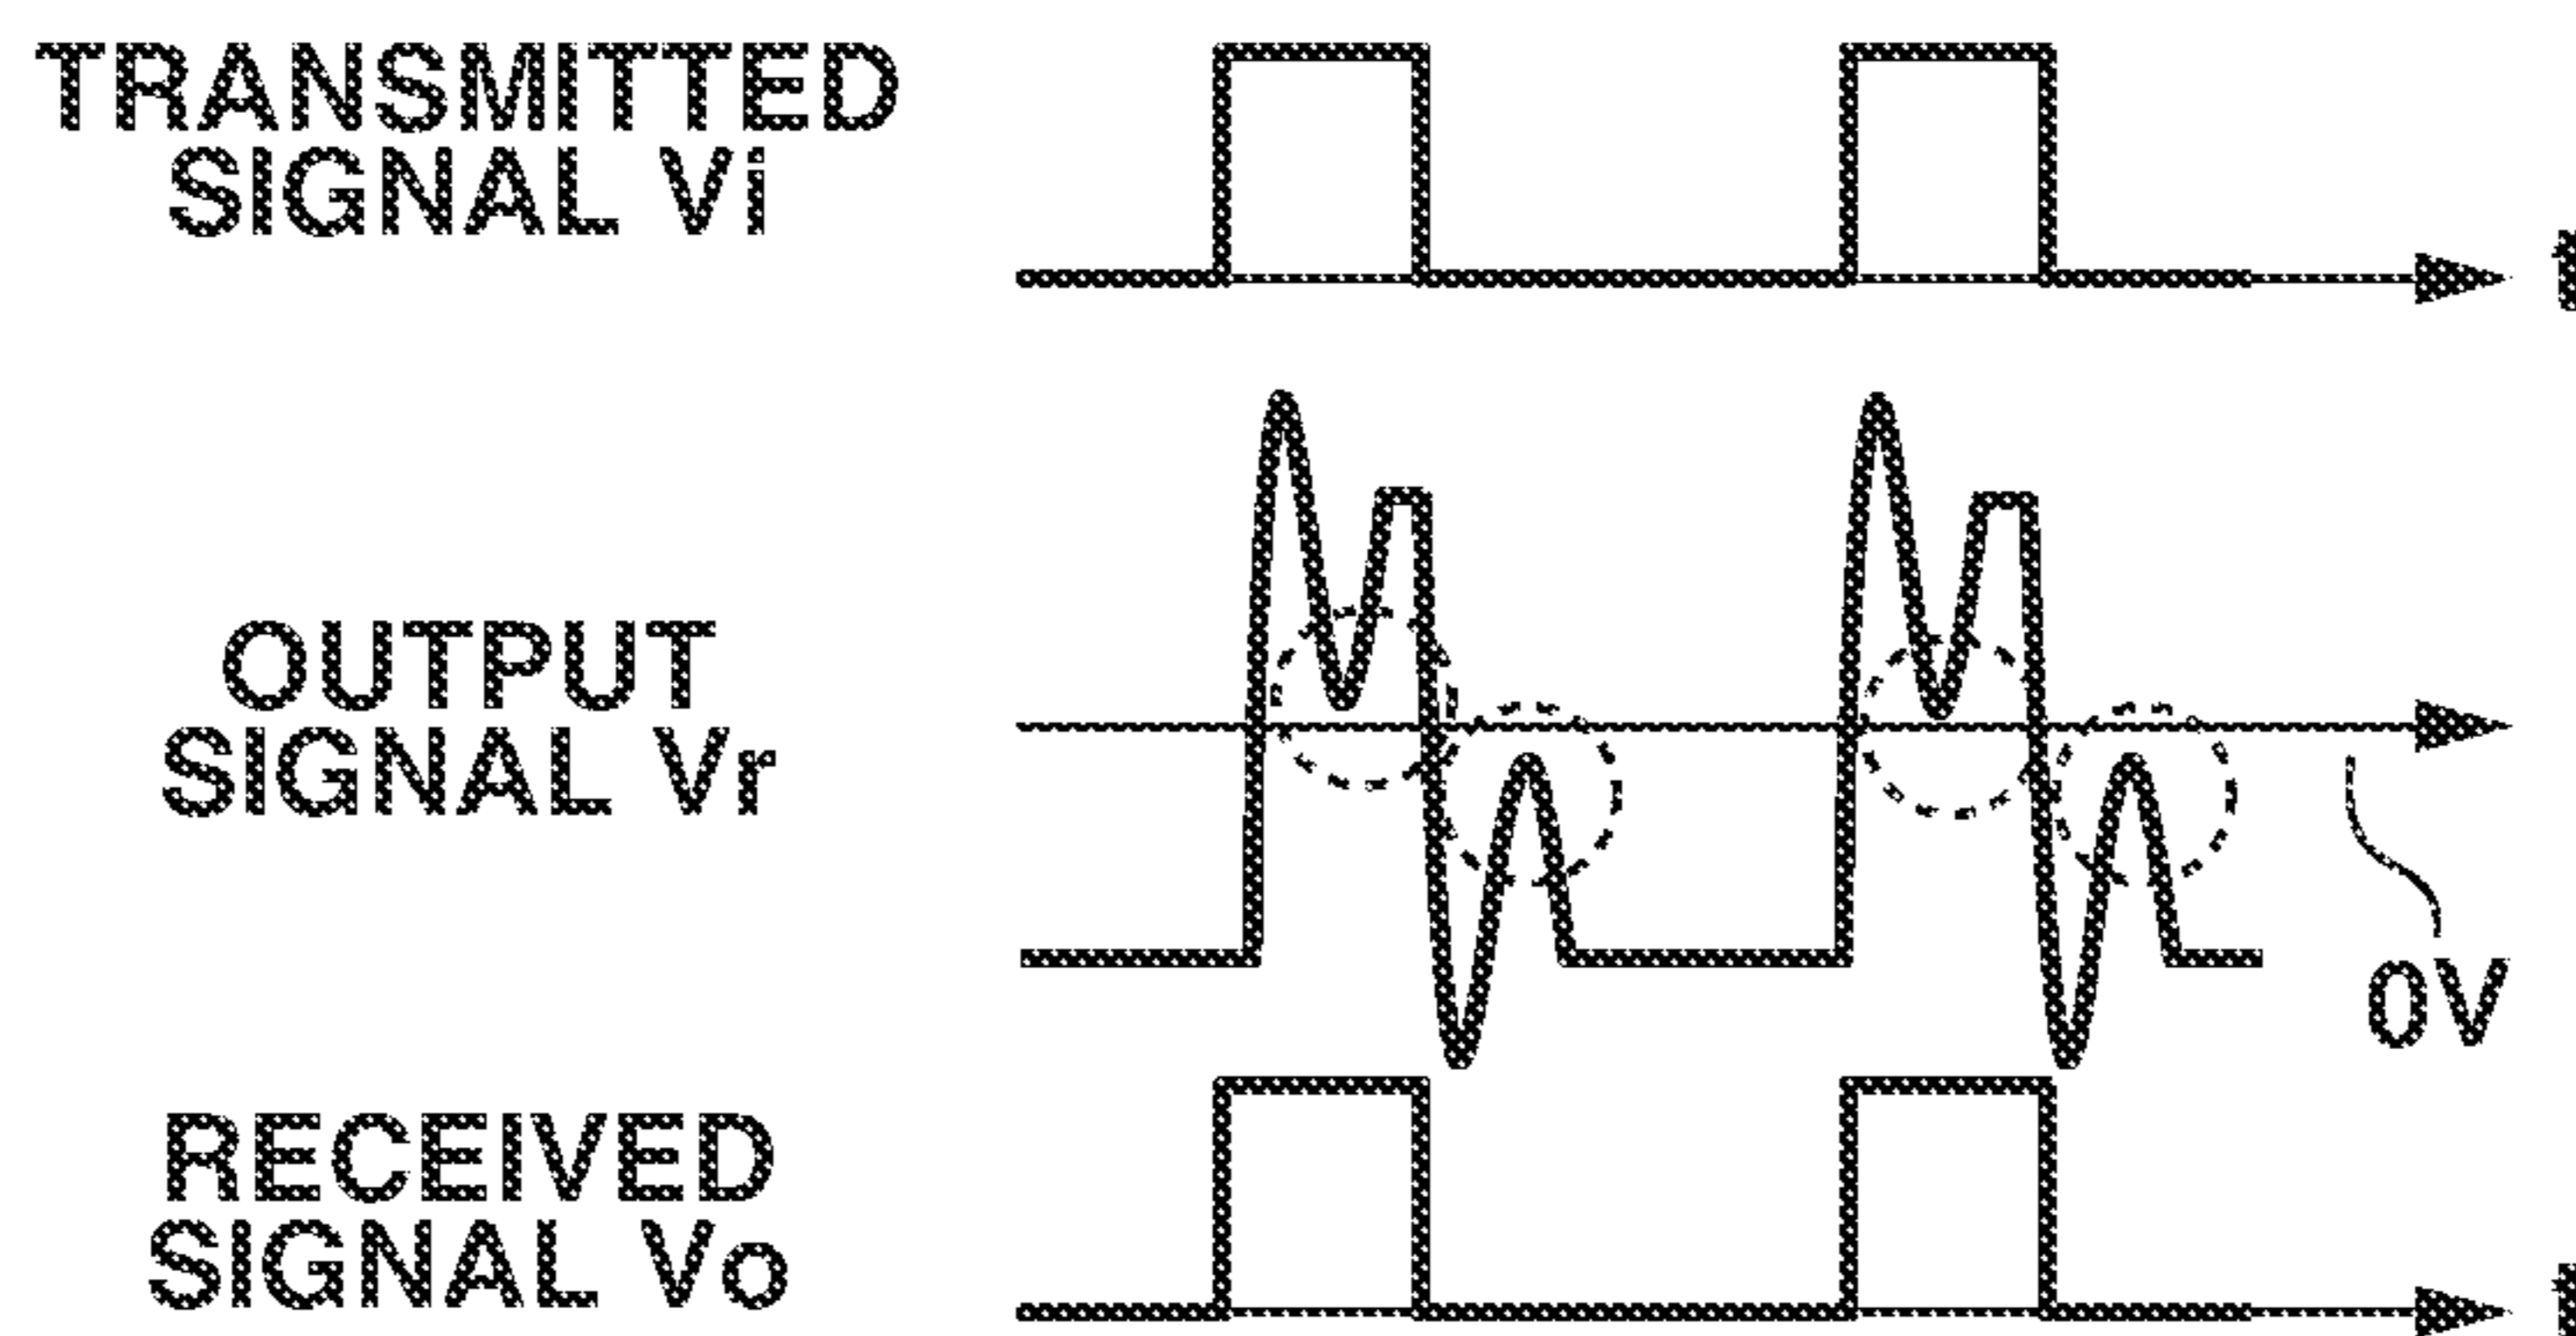 TRANSMITTED
SIGNAL Vi
OUTPUT
SIGNAL Vr
0V
RECEIVED
SIGNAL Vo